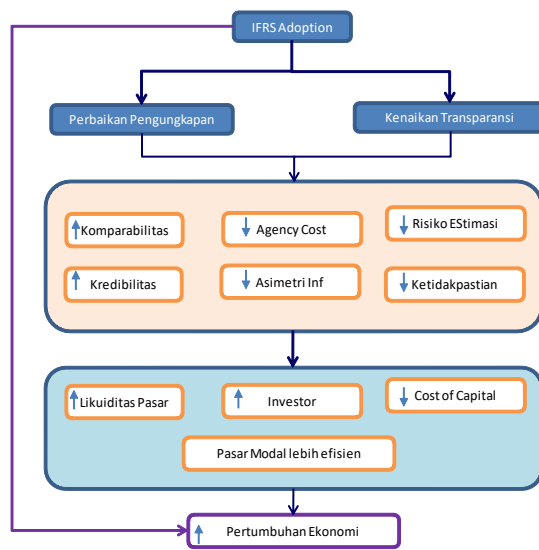 IFRS Adoption
Perbaikan Pengungkapan
Kenaikan Transparansi
Komparabilitas
Agency Cost
Risiko EStimasi
Kredibilitas
Asimetri Inf
Ketidakpastian
Likuiditas Pasar
Investor
Cost of Capital
Pasar Modal lebih efisien
Pertumbuhan Ekonomi